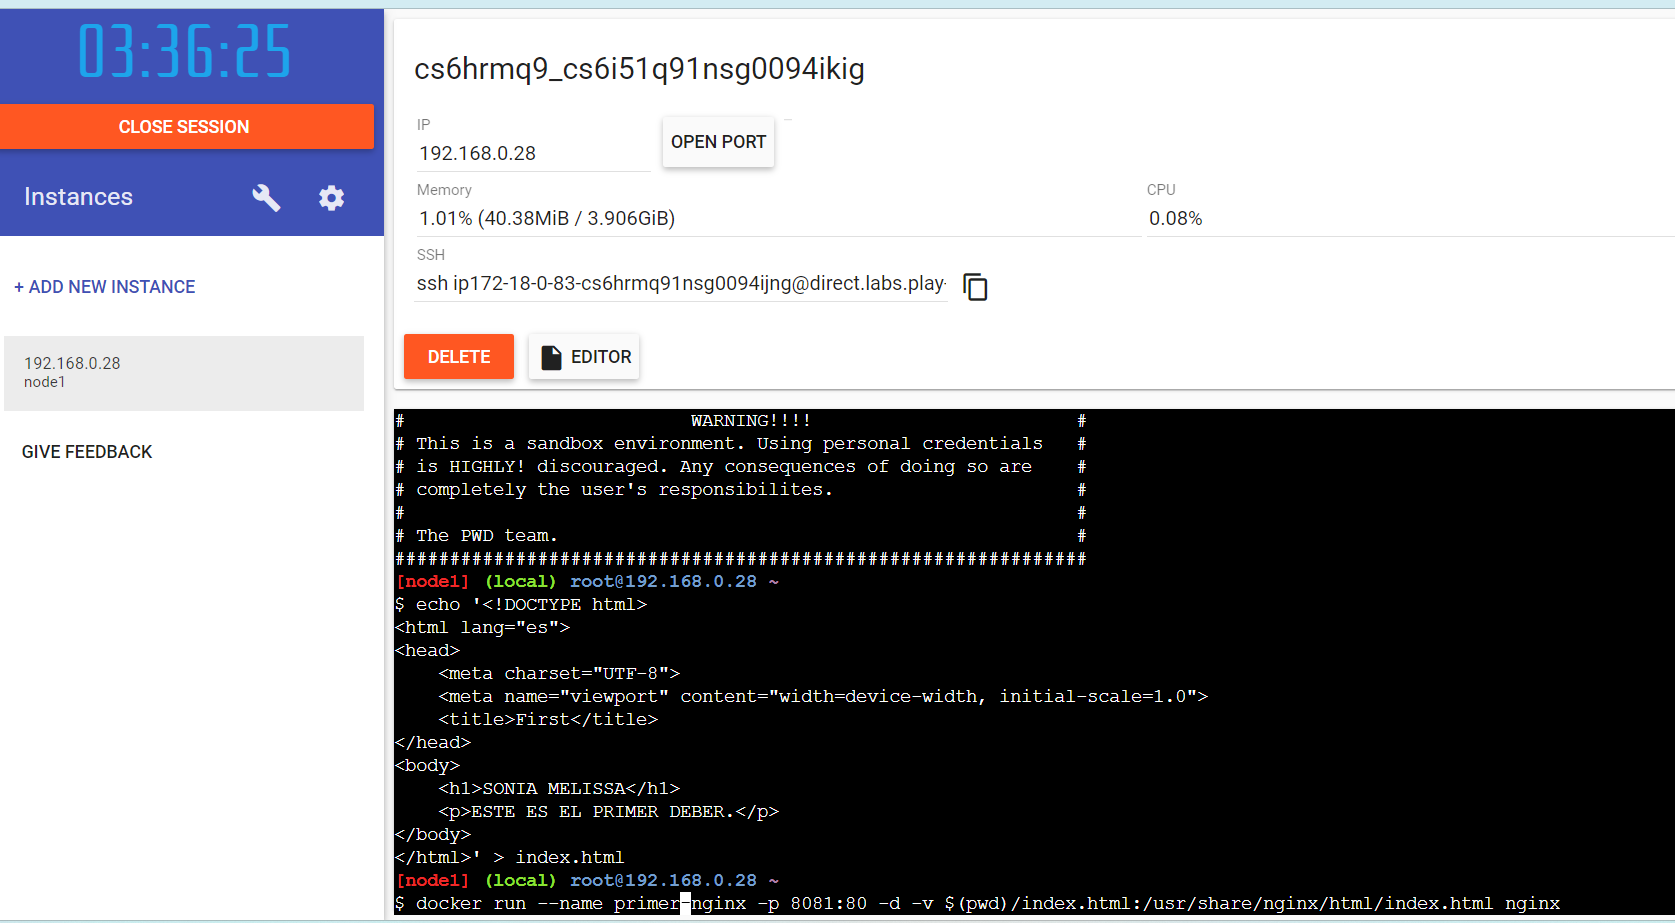 03:36:25
CLOSE SESSION
Instances
+ ADD NEW INSTANCE
192.168.0.28
node1
GIVE FEEDBACK
cs6hrmq9_cs6i51q91nsg0094ikig
IP
192.168.0.28
OPEN PORT
Memory
1.01% (40.38MiB / 3.906GiB)
CPU
0.08%
SSH
ssh ip172-18-0-83-cs6hrmq91nsg0094ijng@direct.labs.play-
DELETE
EDITOR
# WARNING!!!! #
# This is a sandbox environment. Using personal credentials #
# is HIGHLY! discouraged. Any consequences of doing so are #
# completely the user's responsibilites. #
# #
# The PWD team. #
###############################################################
[node1] (local) root@192.168.0.28 ~
$ echo '<!DOCTYPE html>
<html lang="es">
<head>
    <meta charset="UTF-8">
    <meta name="viewport" content="width=device-width, initial-scale=1.0">
    <title>First</title>
</head>
<body>
    <h1>SONIA MELISSA</h1>
    <p>ESTE ES EL PRIMER DEBER.</p>
</body>
</html>' > index.html
[node1] (local) root@192.168.0.28 ~
$ docker run --name primer-nginx -p 8081:80 -d -v $(pwd)/index.html:/usr/share/nginx/html/index.html nginx